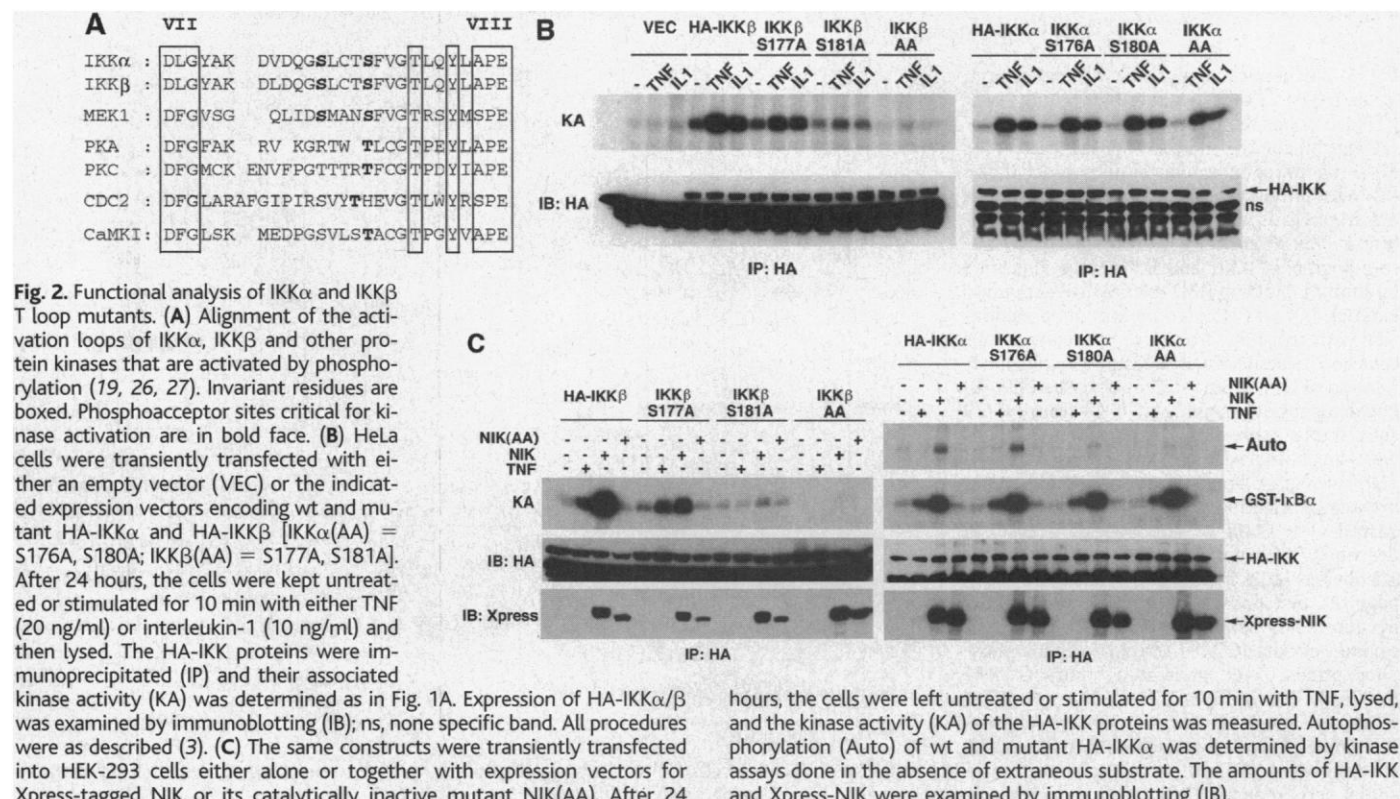 A
VII VIII
IKKα : DLGYAK DVDQGSLCTSFVGTLQYLAPE
IKKβ : DLGYAK DLDQGSLCTSFVGTLQYLAPE
MEK1 : DFGVSG QLIDSMANSFVGTRSYMSPE
PKA : DFGFAK RV KGRTW TLCGTPEYLAPE
PKC : DFGMCK ENVFPGTTTRTFCGTPDYIAPE
CDC2 : DFGLARAFGIPIRSVYTHEVGTLWYRSPE
CaMKI : DFGLSK MEDPGSVLSTACGTPGYVAPE
B
VEC HA-IKKβ IKKβ S177A IKKβ S181A IKKβ AA
- TNF IL1 - TNF IL1 - TNF IL1 - TNF IL1 - TNF IL1
HA-IKKα IKKα S176A IKKα S180A IKKα AA
- TNF IL1 - TNF IL1 - TNF IL1 - TNF IL1
KA
IB: HA
HA-IKK
ns
IP: HA IP: HA
Fig. 2. Functional analysis of IKKα and IKKβ
T loop mutants. (A) Alignment of the acti-
vation loops of IKKα, IKKβ and other pro-
tein kinases that are activated by phospho-
rylation (19, 26, 27). Invariant residues are
boxed. Phosphoacceptor sites critical for ki-
nase activation are in bold face. (B) HeLa
cells were transiently transfected with ei-
ther an empty vector (VEC) or the indicat-
ed expression vectors encoding wt and mu-
tant HA-IKKα and HA-IKKβ [IKKα(AA) =
S176A, S180A; IKKβ(AA) = S177A, S181A].
After 24 hours, the cells were kept untreat-
ed or stimulated for 10 min with either TNF
(20 ng/ml) or interleukin-1 (10 ng/ml) and
then lysed. The HA-IKK proteins were im-
munoprecipitated (IP) and their associated
kinase activity (KA) was determined as in Fig. 1A. Expression of HA-IKKα/β
was examined by immunoblotting (IB); ns, none specific band. All procedures
were as described (3). (C) The same constructs were transiently transfected
into HEK-293 cells either alone or together with expression vectors for
Xpress-tagged NIK or its catalytically inactive mutant NIK(AA). After 24
C
HA-IKKβ IKKβ S177A IKKβ S181A IKKβ AA
NIK(AA) - - - + - - - + - - - + - - - +
NIK - - + - - - + - - - + - - - + -
TNF - + - - - + - - - + - - - + - -
KA
IB: HA
IB: Xpress
IP: HA
HA-IKKα IKKα S176A IKKα S180A IKKα AA
- - - + - - - + - - - + - - - + NIK(AA)
- - + - - - + - - - + - - - + - NIK
- + - - - + - - - + - - - + - - TNF
Auto
GST-IκBα
HA-IKK
Xpress-NIK
IP: HA
hours, the cells were left untreated or stimulated for 10 min with TNF, lysed,
and the kinase activity (KA) of the HA-IKK proteins was measured. Autophos-
phorylation (Auto) of wt and mutant HA-IKKα was determined by kinase
assays done in the absence of extraneous substrate. The amounts of HA-IKK
and Xpress-NIK were examined by immunoblotting (IB).